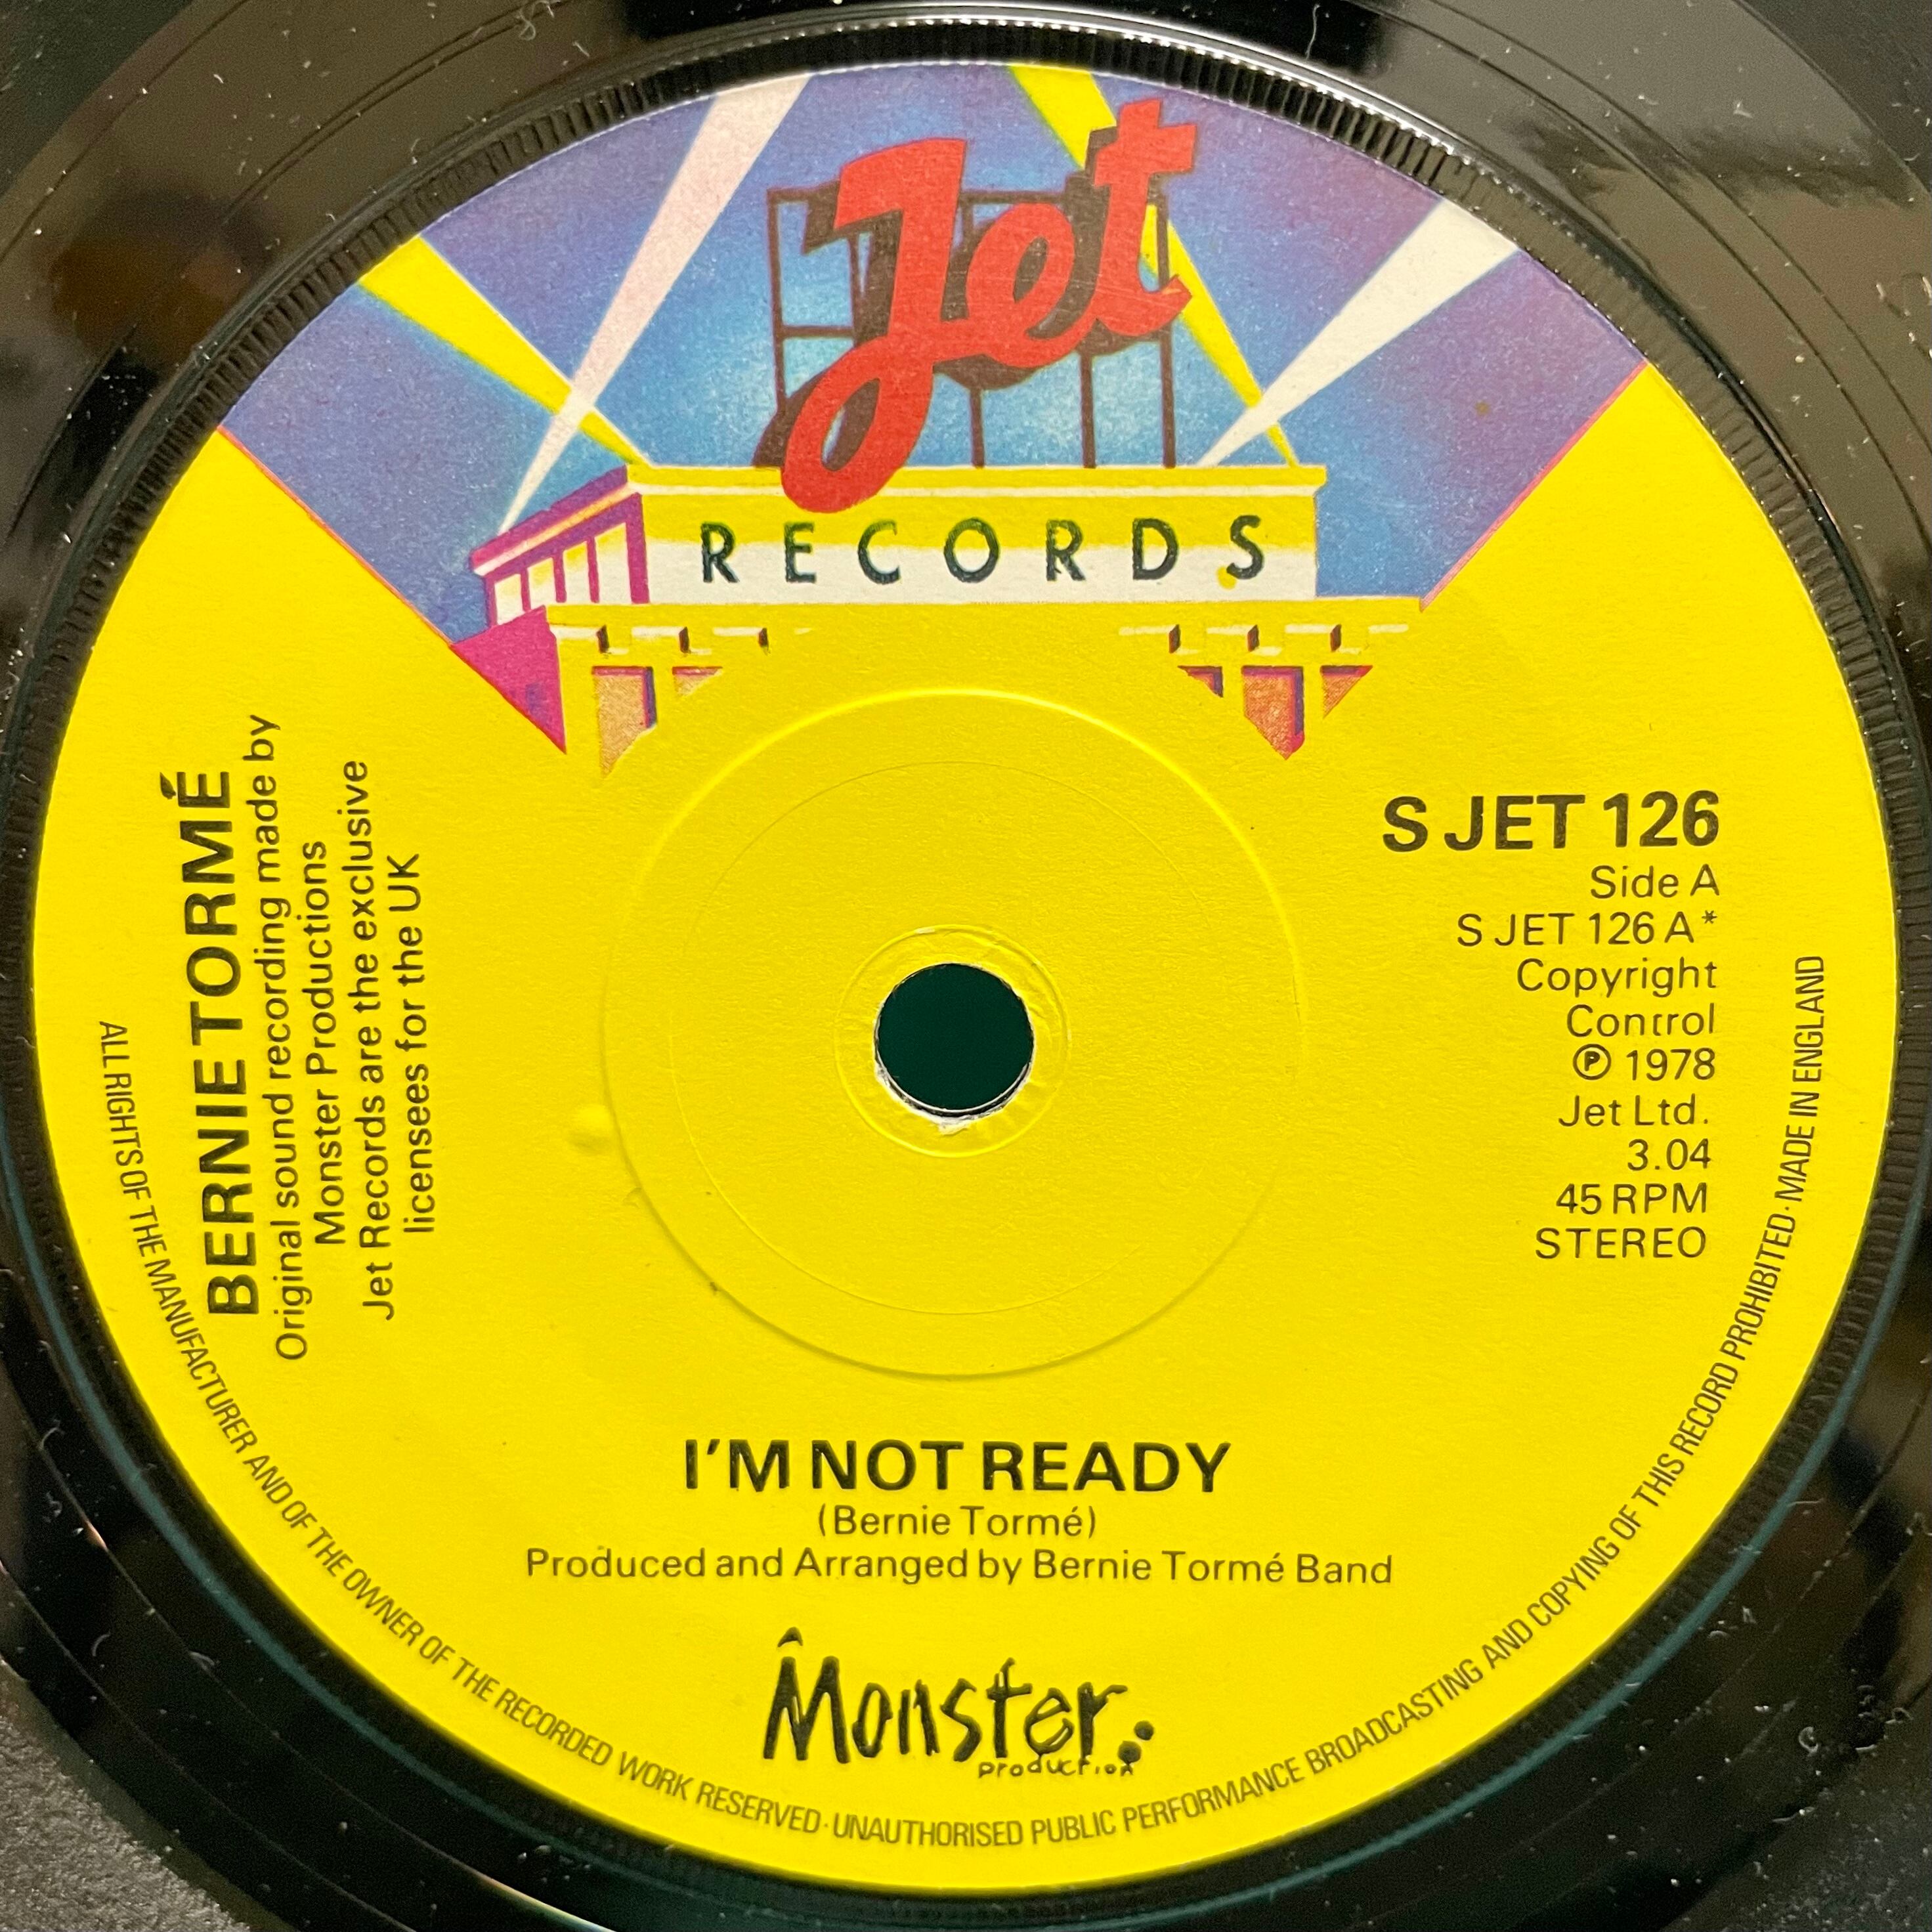 Jet
RECORDS
BERNIE TORMÉ
Original sound recording made by
Monster Productions
Jet Records are the exclusive
licensees for the UK
S JET 126
Side A
S JET 126 A*
Copyright
Control
℗ 1978
Jet Ltd.
3.04
45 RPM
STEREO
I'M NOT READY
(Bernie Tormé)
Produced and Arranged by Bernie Tormé Band
Monster
production
ALL RIGHTS OF THE MANUFACTURER AND OF THE OWNER OF THE RECORDED WORK RESERVED · UNAUTHORISED PUBLIC PERFORMANCE BROADCASTING AND COPYING OF THIS RECORD PROHIBITED · MADE IN ENGLAND